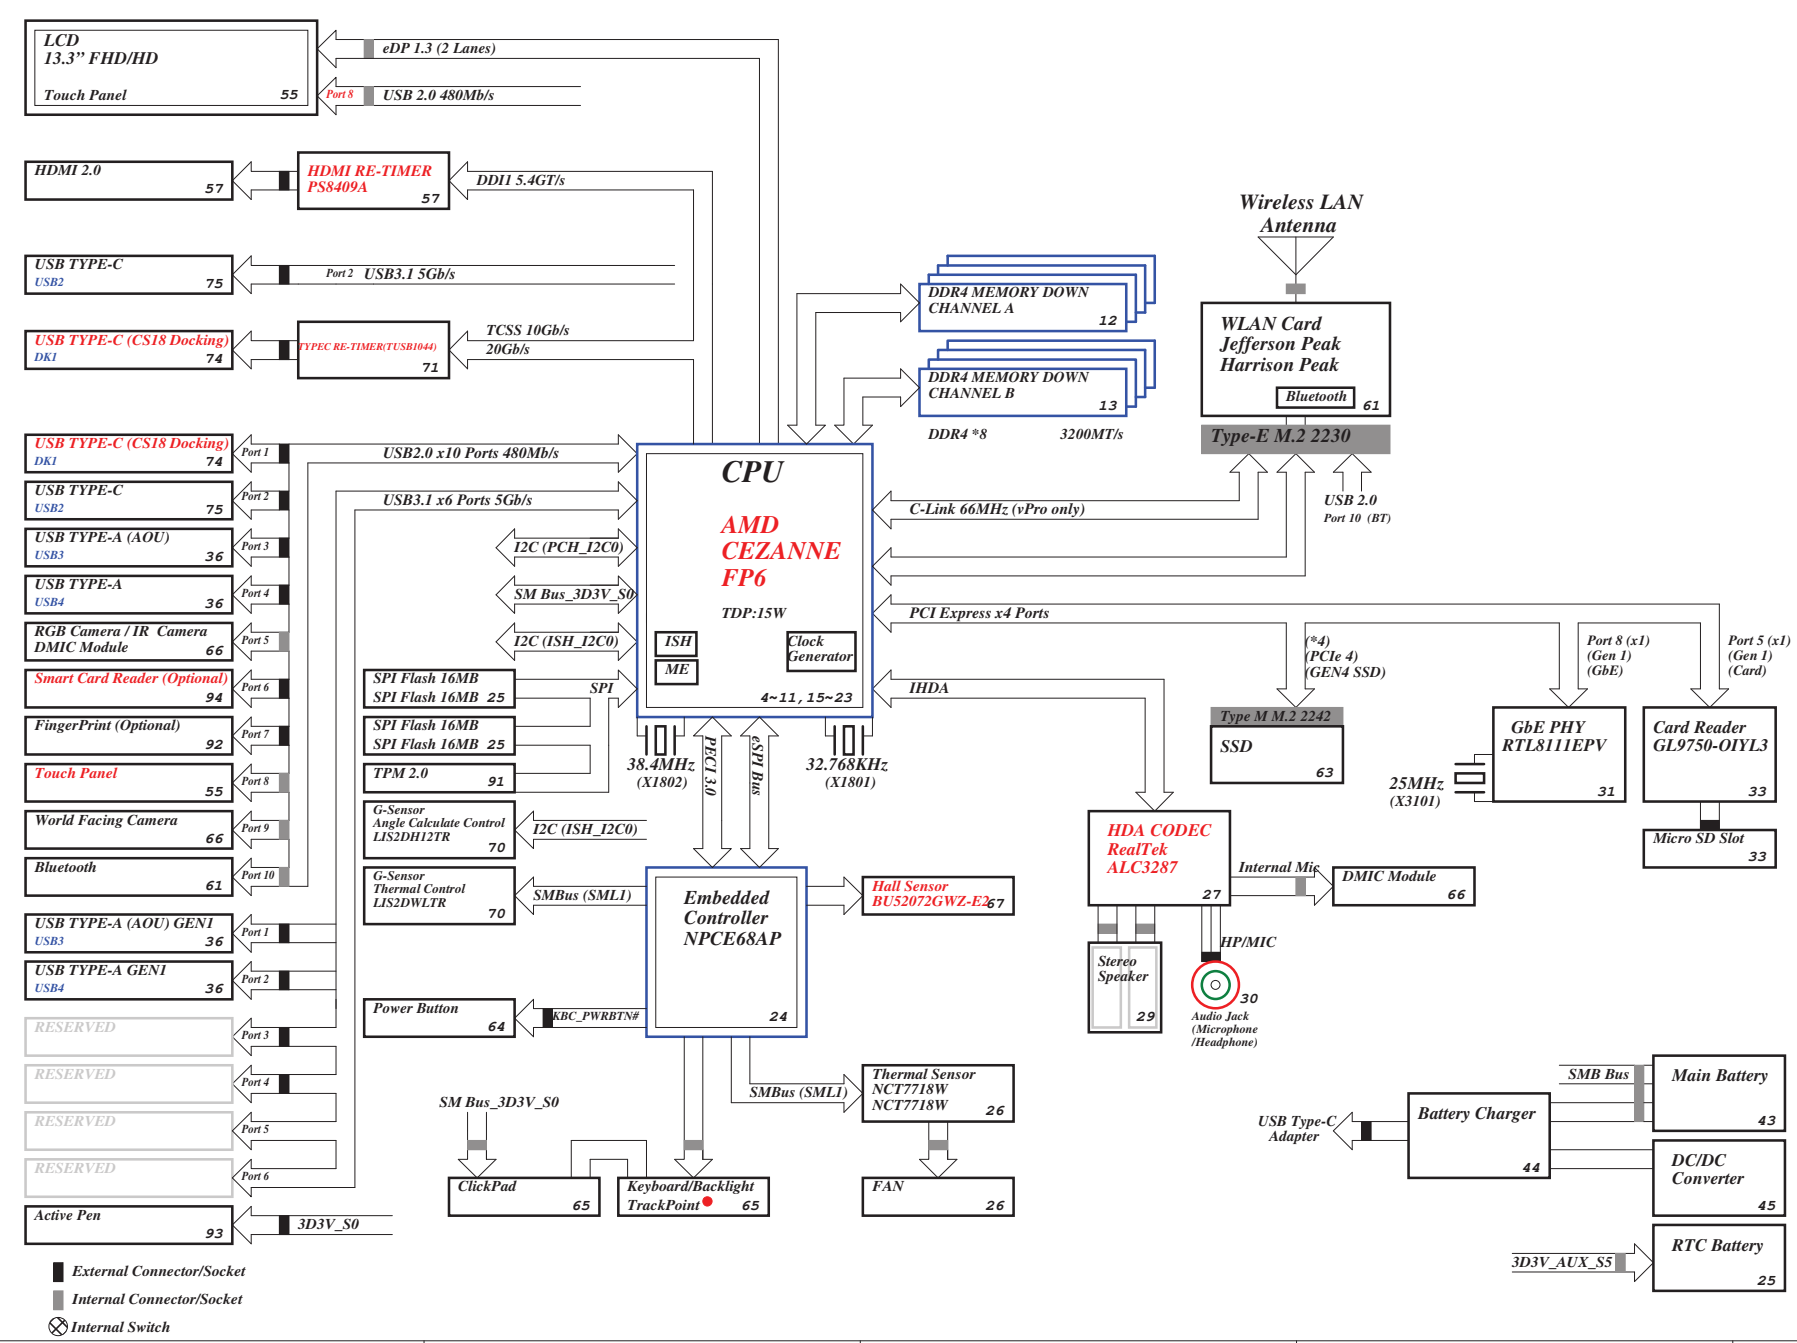 LCD
13.3” FHD/HD
Touch Panel
55
eDP 1.3 (2 Lanes)
Port 8
USB 2.0 480Mb/s
HDMI 2.0
57
HDMI RE-TIMER
PS8409A
57
DDI1 5.4GT/s
USB TYPE-C
USB2
75
Port 2
USB3.1 5Gb/s
USB TYPE-C (CS18 Docking)
DK1
74
TYPEC RE-TIMER(TUSB1044)
71
TCSS 10Gb/s
20Gb/s
USB TYPE-C (CS18 Docking)
DK1
74
Port 1
USB2.0 x10 Ports 480Mb/s
USB TYPE-C
USB2
75
Port 2
USB3.1 x6 Ports 5Gb/s
USB TYPE-A (AOU)
USB3
36
Port 3
I2C (PCH_I2C0)
USB TYPE-A
USB4
36
Port 4
SM Bus_3D3V_S0
RGB Camera / IR  Camera
DMIC Module
66
Port 5
I2C (ISH_I2C0)
Smart Card Reader (Optional)
94
Port 6
FingerPrint (Optional)
92
Port 7
Touch Panel
55
Port 8
World Facing Camera
66
Port 9
Bluetooth
61
Port 10
USB TYPE-A (AOU) GEN1
USB3
36
Port 1
USB TYPE-A GEN1
USB4
36
Port 2
RESERVED
Port 3
RESERVED
Port 4
RESERVED
Port 5
RESERVED
Port 6
Active Pen
93
3D3V_S0
External Connector/Socket
Internal Connector/Socket
Internal Switch
SPI Flash 16MB
SPI Flash 16MB 25
SPI
SPI Flash 16MB
SPI Flash 16MB 25
TPM 2.0
91
G-Sensor
Angle Calculate Control
LIS2DH12TR
70
I2C (ISH_I2C0)
G-Sensor
Thermal Control
LIS2DWLTR
70
SMBus (SML1)
Power Button
64
KBC_PWRBTN#
CPU
AMD
CEZANNE
FP6
TDP:15W
ISH
ME
Clock
Generator
4~11,15~23
38.4MHz
(X1802)
PECI 3.0
eSPI Bus
32.768KHz
(X1801)
Embedded
Controller
NPCE68AP
24
Hall Sensor
BU52072GWZ-E2
67
Thermal Sensor
NCT7718W
NCT7718W
26
SMBus (SML1)
FAN
26
SM Bus_3D3V_S0
ClickPad
65
Keyboard/Backlight
TrackPoint
65
DDR4 MEMORY DOWN
CHANNEL A
12
DDR4 MEMORY DOWN
CHANNEL B
13
DDR4 *8
3200MT/s
Wireless LAN
Antenna
WLAN Card
Jefferson Peak
Harrison Peak
Bluetooth
61
Type-E M.2 2230
USB 2.0
Port 10  (BT)
C-Link 66MHz (vPro only)
PCI Express x4 Ports
(*4)
(PCIe 4)
(GEN4 SSD)
Port 8 (x1)
(Gen 1)
(GbE)
Port 5 (x1)
(Gen 1)
(Card)
IHDA
Type M M.2 2242
SSD
63
GbE PHY
RTL8111EPV
31
25MHz
(X3101)
Card Reader
GL9750-OIYL3
33
Micro SD Slot
33
HDA CODEC
RealTek
ALC3287
27
Internal Mic
DMIC Module
66
Stereo
Speaker
29
HP/MIC
30
Audio Jack
(Microphone
/Headphone)
USB Type-C
Adapter
Battery Charger
44
SMB Bus
Main Battery
43
DC/DC
Converter
45
3D3V_AUX_S5
RTC Battery
25